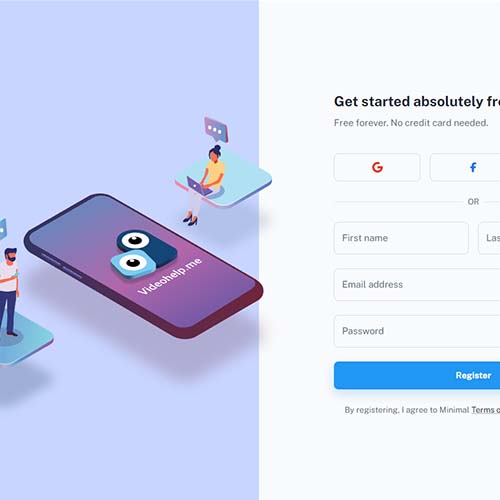 Get started absolutely fr
Free forever. No credit card needed.
OR
First name
Las
Email address
Password
Register
By registering, I agree to Minimal Terms o
Videohelp.me